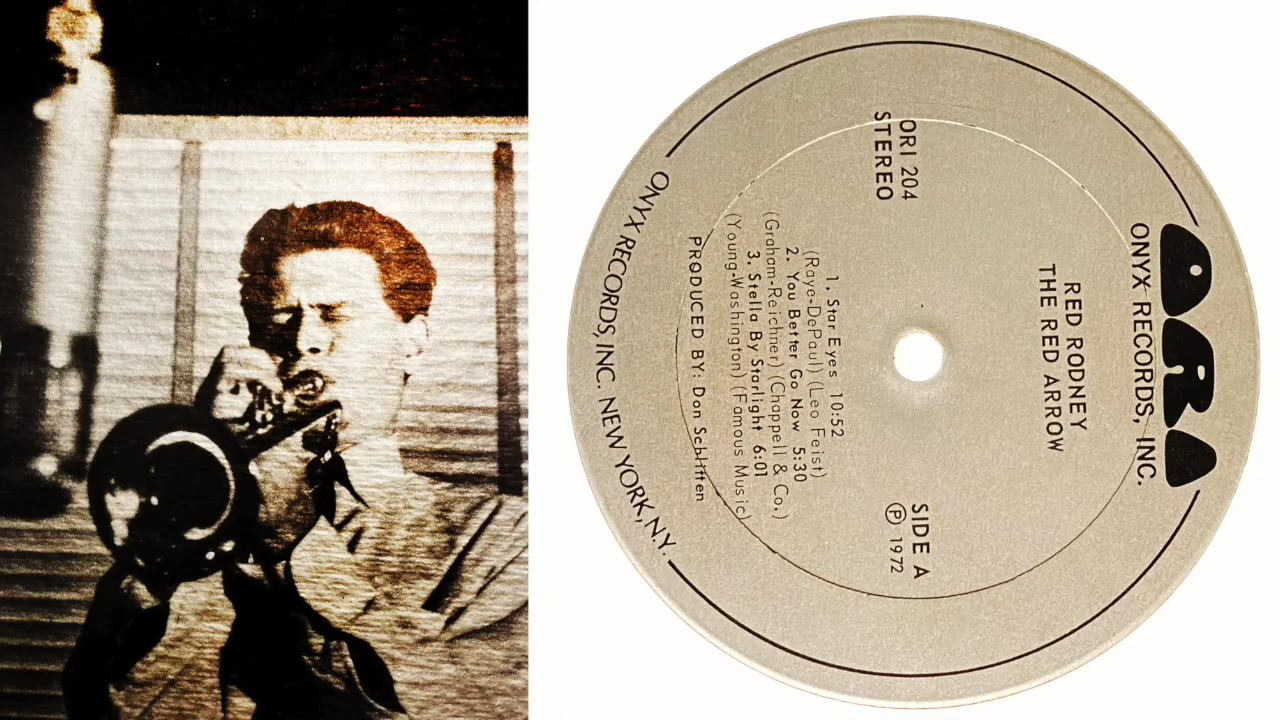 ONYX RECORDS, INC.
RED RODNEY
THE RED ARROW
ORI 204
STEREO
SIDE A
℗ 1972
1. Star Eyes 10:52
(Raye-DePaul) (Leo Feist)
2. You Better Go Now 5:30
(Graham-Reichner) (Chappell & Co.)
3. Stella By Starlight 6:01
(Young-Washington) (Famous Music)
PRODUCED BY: Don Schlitten
ONYX RECORDS, INC. NEW YORK, N.Y.